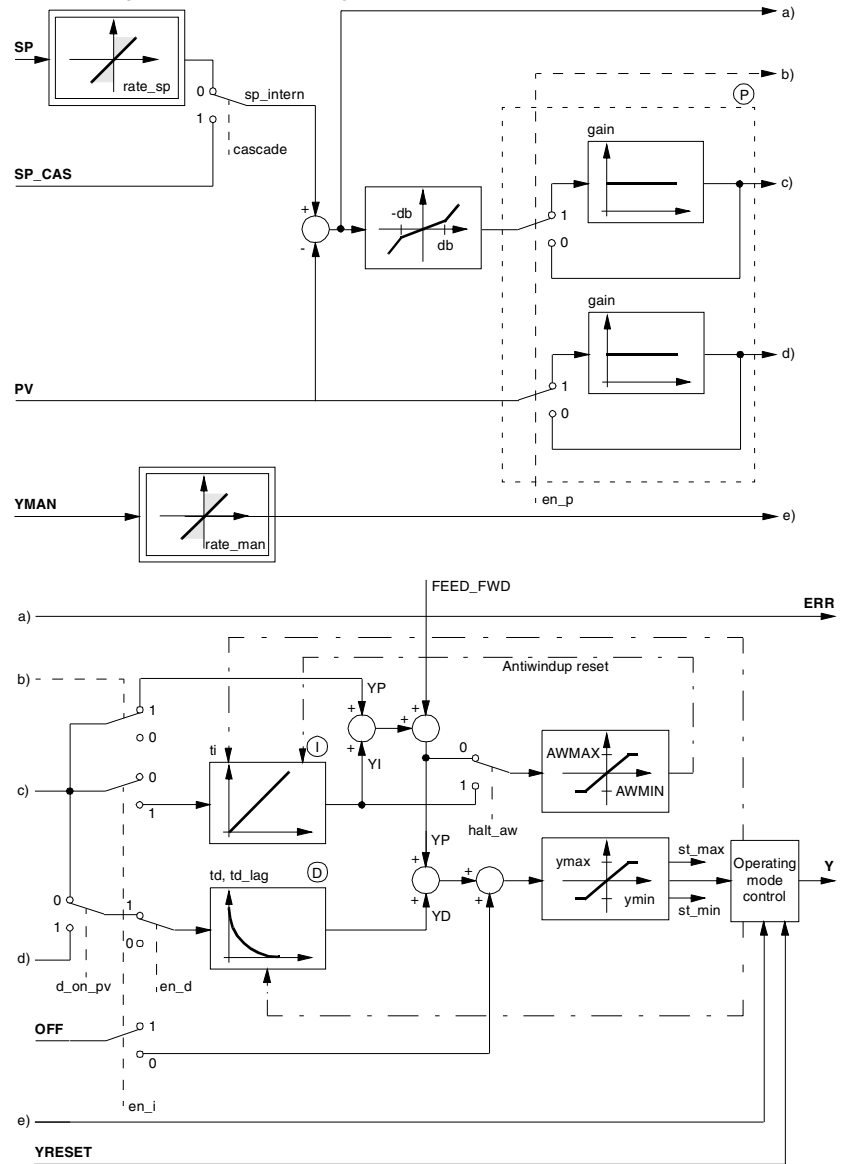 a)
SP
rate_sp
b)
0
sp_intern
P
1
cascade
gain
SP_CAS
c)
+
-db
db
1
-
0
gain
d)
PV
1
0
YMAN
en_p
rate_man
e)
FEED_FWD
a)
ERR
Antiwindup reset
b)
YP
1
+
+
+
0
ti
I
+
YI
0
AWMAX
c)
0
1
1
AWMIN
halt_aw
YP
td, td_lag
D
+
+
ymax
st_max
Operating
mode
control
Y
0
1
+
YD
+
ymin
st_min
1
0
d)
d_on_pv
en_d
OFF
1
0
en_i
e)
YRESET